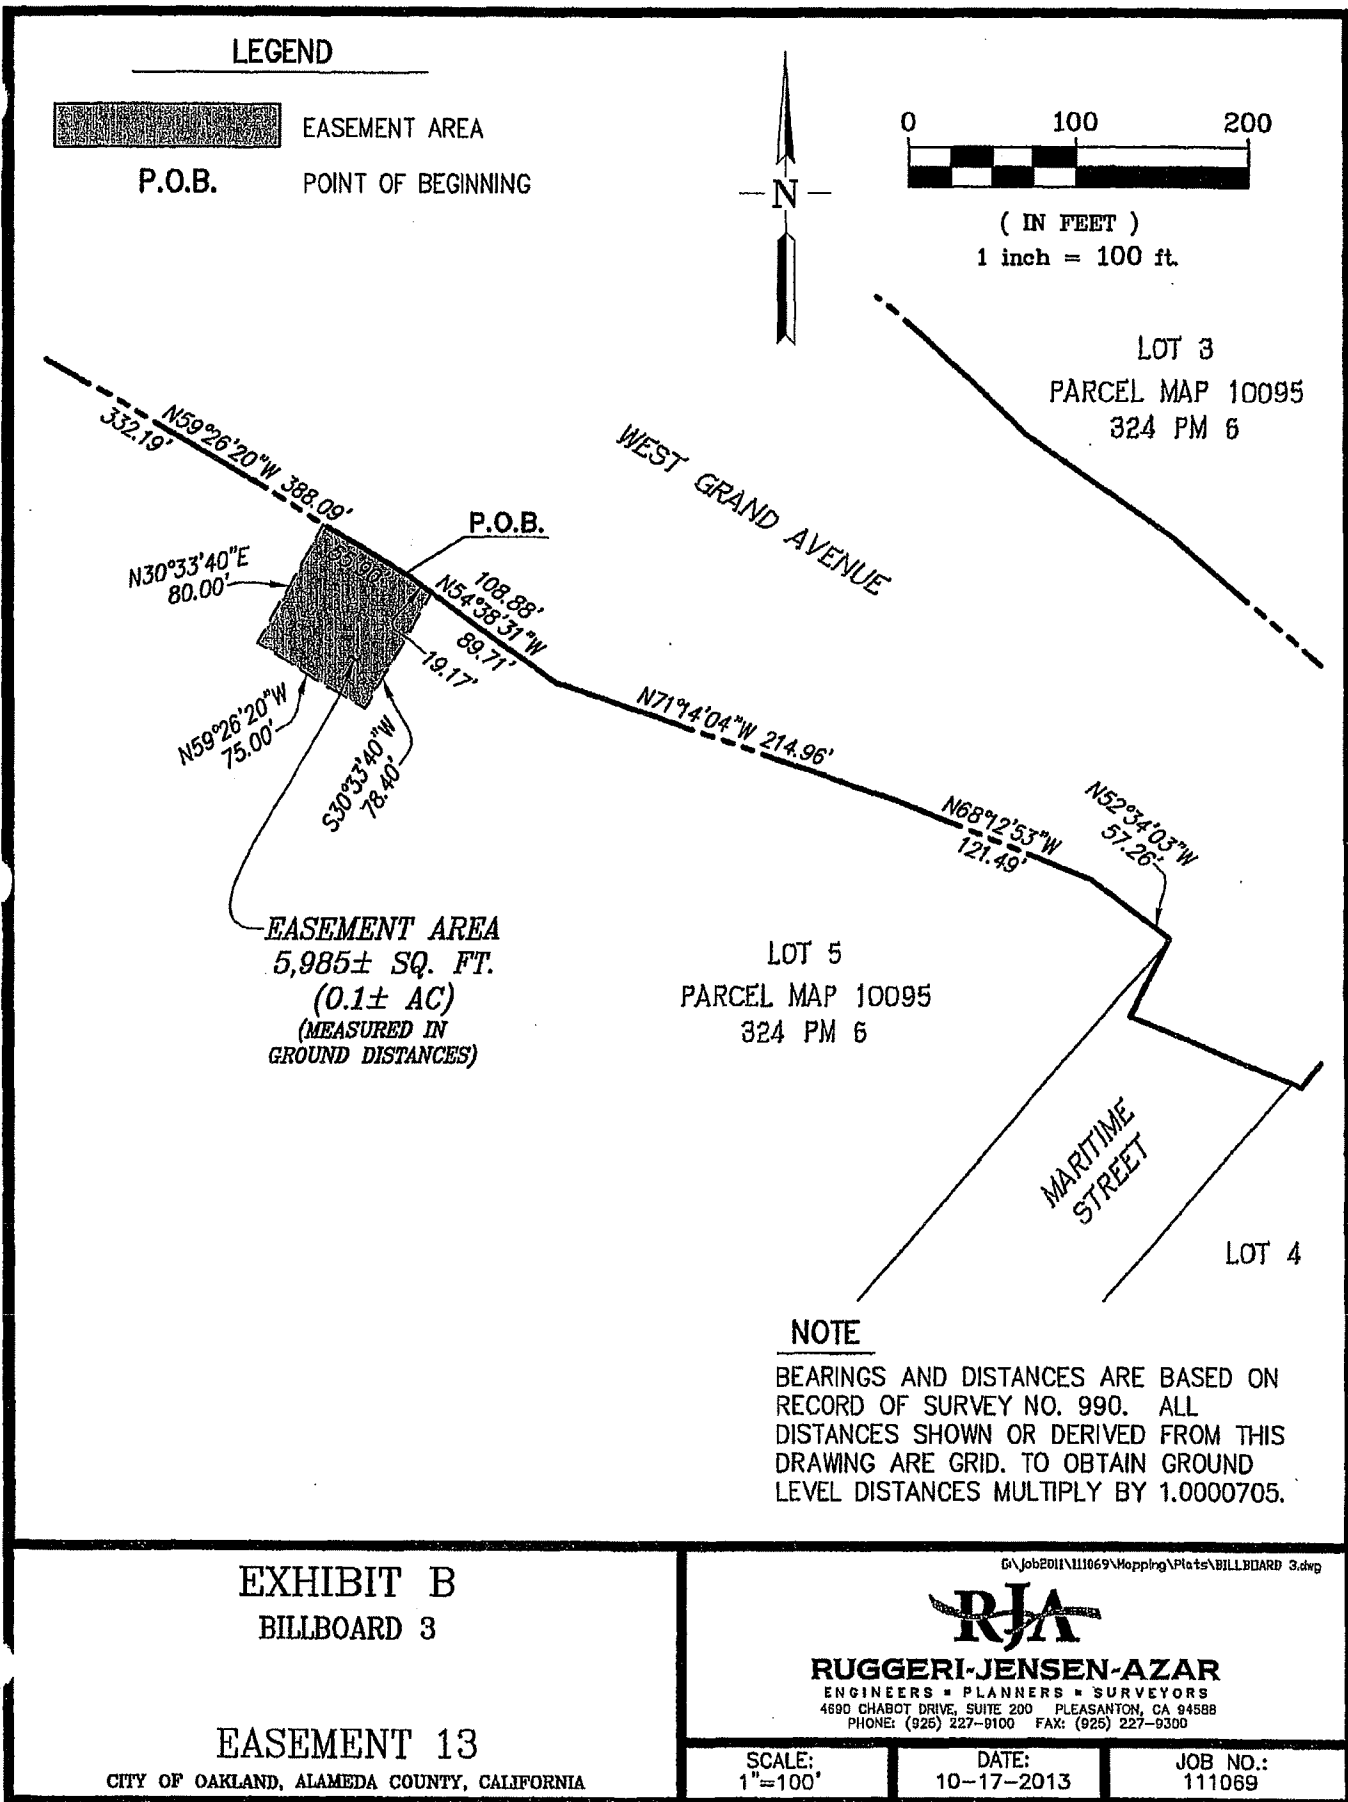 LEGEND
EASEMENT AREA
P.O.B.
POINT OF BEGINNING
N
0 100 200
( IN FEET )
1 inch = 100 ft.
LOT 3
PARCEL MAP 10095
324 PM 6
WEST GRAND AVENUE
N59°26'20"W 388.09'
332.19'
P.O.B.
55.90'
N30°33'40"E
80.00'
108.88'
N54°38'31"W
89.71'
19.17'
N59°26'20"W
75.00'
S30°33'40"W
78.40'
N71°14'04"W 214.96'
N68°12'53"W
121.49'
N52°34'03"W
57.26'
EASEMENT AREA
5,985± SQ. FT.
(0.1± AC)
(MEASURED IN
GROUND DISTANCES)
LOT 5
PARCEL MAP 10095
324 PM 6
MARITIME
STREET
LOT 4
NOTE
BEARINGS AND DISTANCES ARE BASED ON
RECORD OF SURVEY NO. 990. ALL
DISTANCES SHOWN OR DERIVED FROM THIS
DRAWING ARE GRID. TO OBTAIN GROUND
LEVEL DISTANCES MULTIPLY BY 1.0000705.
G:\Job2011\111069\Mapping\Plats\BILLBOARD 3.dwg
EXHIBIT B
BILLBOARD 3
EASEMENT 13
CITY OF OAKLAND, ALAMEDA COUNTY, CALIFORNIA
RJA
RUGGERI-JENSEN-AZAR
ENGINEERS ▪ PLANNERS ▪ SURVEYORS
4690 CHABOT DRIVE, SUITE 200 PLEASANTON, CA 94588
PHONE: (925) 227-9100 FAX: (925) 227-9300
SCALE:
1"=100'
DATE:
10-17-2013
JOB NO.:
111069